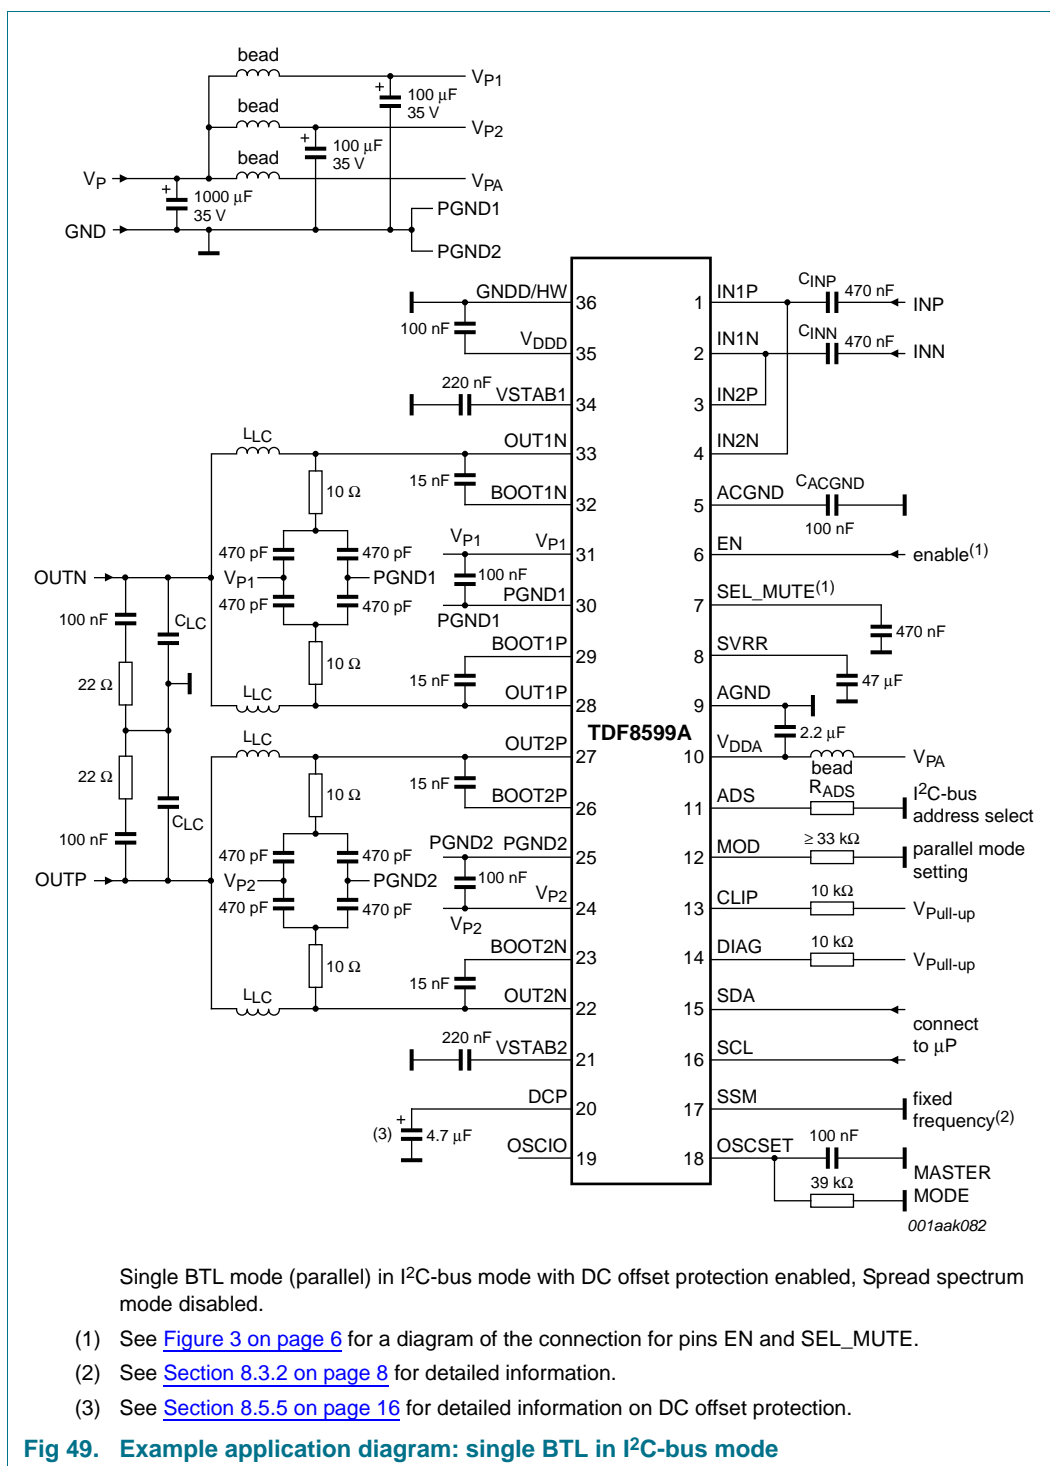 bead
VP1
+ 100 μF
35 V
bead
VP2
+ 100 μF
35 V
bead
VP
VPA
+ 1000 μF
35 V
PGND1
GND
PGND2
GNDD/HW
36
100 nF
VDDD
35
220 nF
VSTAB1
34
LLC
OUT1N
33
10 Ω
15 nF
BOOT1N
32
470 pF
470 pF
VP1
VP1
31
OUTN
VP1
PGND1
100 nF
470 pF
470 pF
PGND1
30
PGND1
100 nF
CLC
BOOT1P
29
10 Ω
15 nF
22 Ω
LLC
OUT1P
28
TDF8599A
LLC
OUT2P
27
22 Ω
10 Ω
15 nF
BOOT2P
26
CLC
100 nF
470 pF
470 pF
PGND2
PGND2
25
OUTP
VP2
PGND2
100 nF
470 pF
470 pF
VP2
24
VP2
BOOT2N
23
10 Ω
15 nF
LLC
OUT2N
22
220 nF
VSTAB2
21
DCP
20
(3)
+
4.7 μF
OSCIO
19
1
IN1P
CINP
470 nF
INP
2
IN1N
CINN
470 nF
INN
3
IN2P
4
IN2N
5
ACGND
CACGND
100 nF
6
EN
enable(1)
7
SEL_MUTE(1)
470 nF
8
SVRR
47 μF
9
AGND
2.2 μF
10
VDDA
bead
VPA
11
ADS
RADS
I2C-bus
address select
12
MOD
≥ 33 kΩ
parallel mode
setting
13
CLIP
10 kΩ
VPull-up
14
DIAG
10 kΩ
VPull-up
15
SDA
connect
to μP
16
SCL
17
SSM
fixed
frequency(2)
18
OSCSET
100 nF
39 kΩ
MASTER
MODE
001aak082
Single BTL mode (parallel) in I2C-bus mode with DC offset protection enabled, Spread spectrum
mode disabled.
(1) See Figure 3 on page 6 for a diagram of the connection for pins EN and SEL_MUTE.
(2) See Section 8.3.2 on page 8 for detailed information.
(3) See Section 8.5.5 on page 16 for detailed information on DC offset protection.
Fig 49. Example application diagram: single BTL in I2C-bus mode